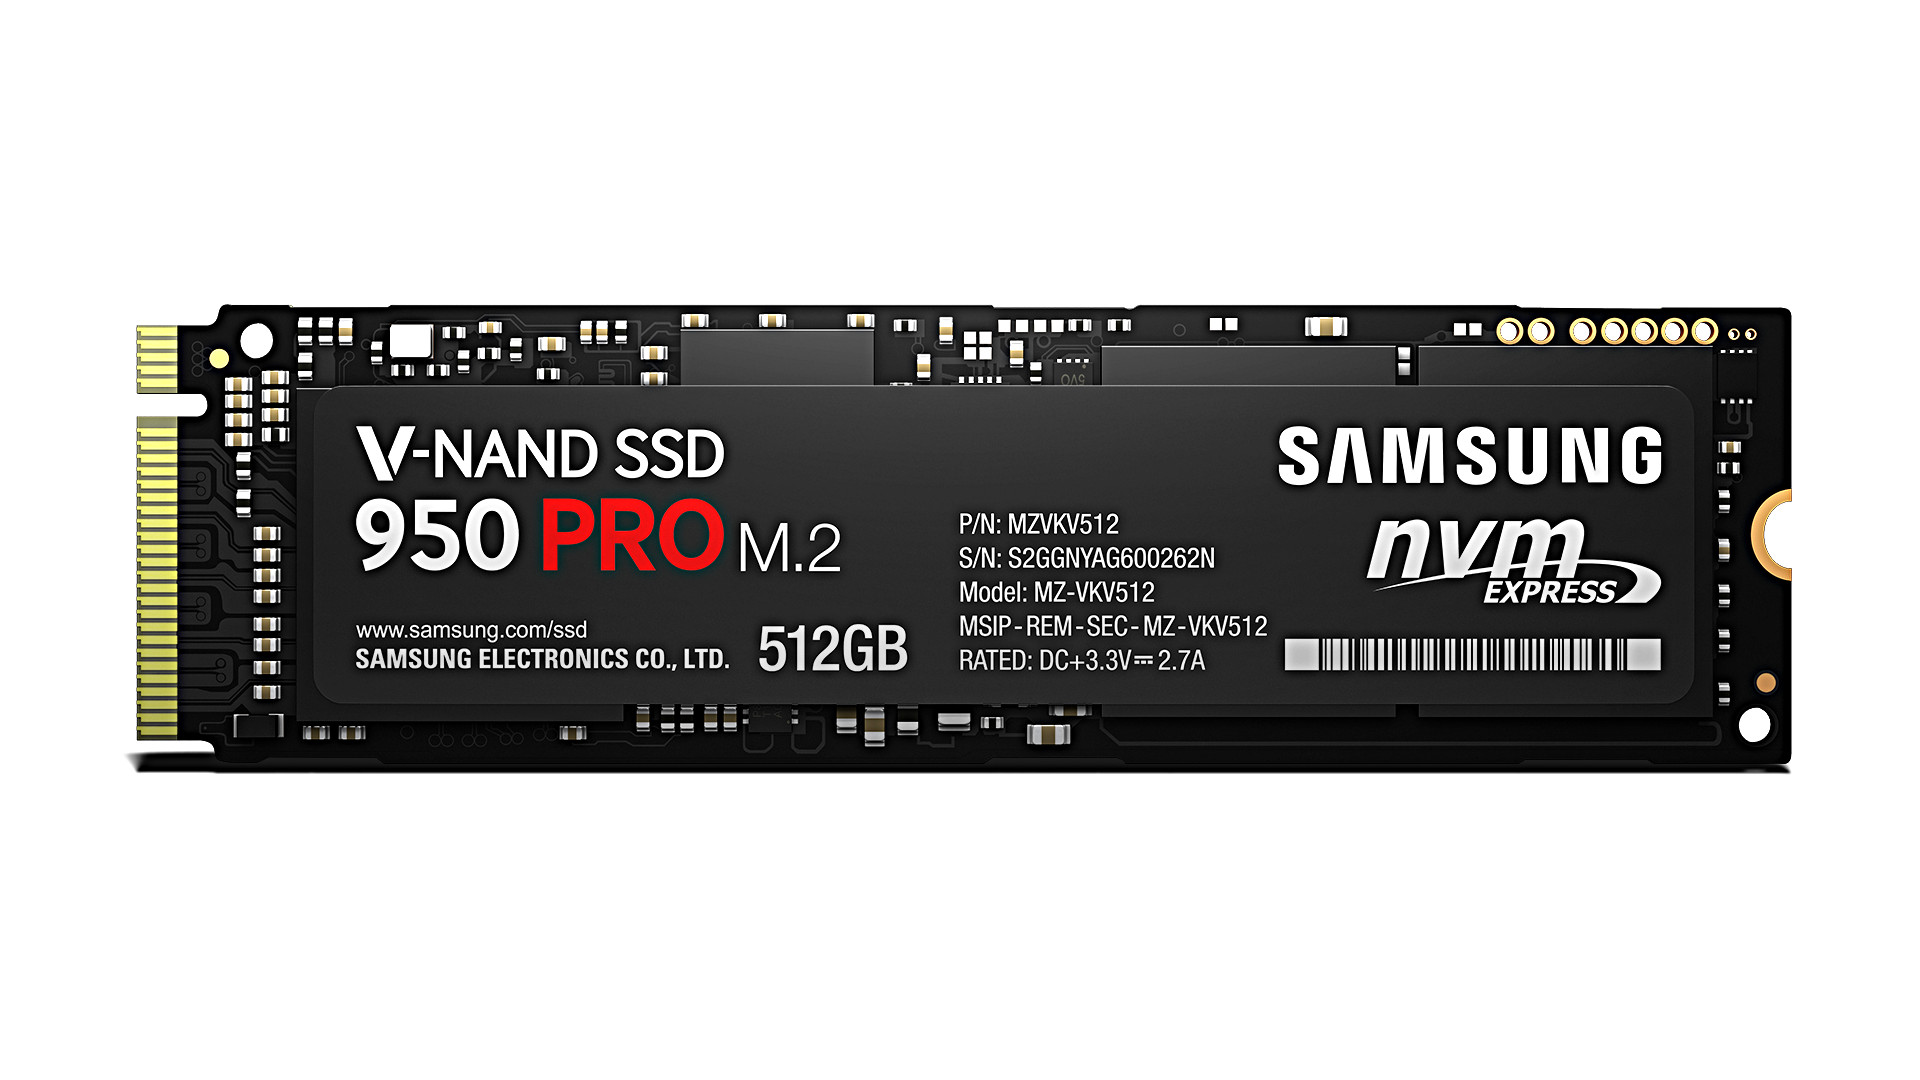 V-NAND SSD
950 PRO M.2
www.samsung.com/ssd
SAMSUNG ELECTRONICS CO., LTD.
512GB
P/N: MZVKV512
S/N: S2GGNYAG600262N
Model: MZ-VKV512
MSIP-REM-SEC-MZ-VKV512
RATED: DC+3.3V⎓2.7A
SAMSUNG
nvm
EXPRESS